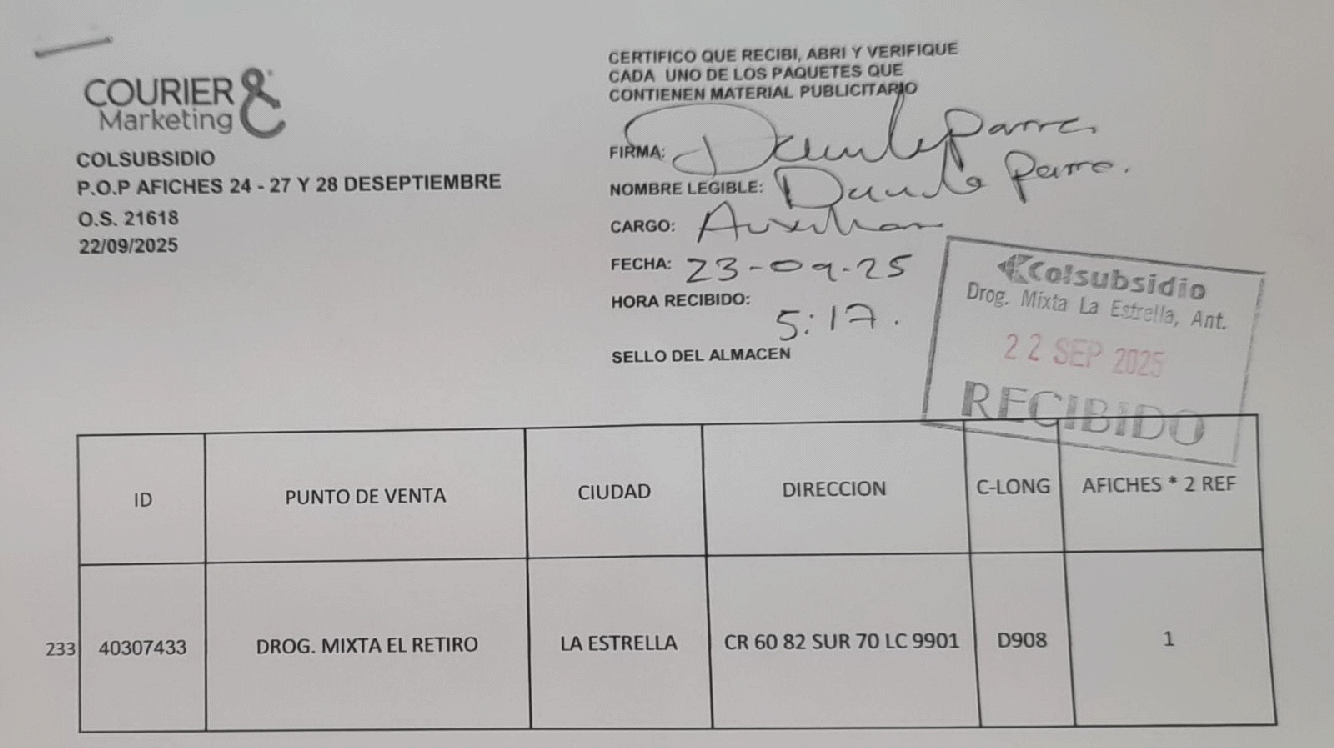 COURIER &
Marketing
COLSUBSIDIO
P.O.P AFICHES 24 - 27 Y 28 DESEPTIEMBRE
O.S. 21618
22/09/2025
CERTIFICO QUE RECIBI, ABRI Y VERIFIQUE
CADA UNO DE LOS PAQUETES QUE
CONTIENEN MATERIAL PUBLICITARIO
FIRMA: Parra
NOMBRE LEGIBLE: Parra.
CARGO: Auxiliar
FECHA: 23-09-25
HORA RECIBIDO: 5:17.
SELLO DEL ALMACEN
Colsubsidio
Drog. Mixta La Estrella, Ant.
22 SEP 2025
RECIBIDO
ID PUNTO DE VENTA CIUDAD DIRECCION C-LONG AFICHES * 2 REF
233 40307433 DROG. MIXTA EL RETIRO LA ESTRELLA CR 60 82 SUR 70 LC 9901 D908 1